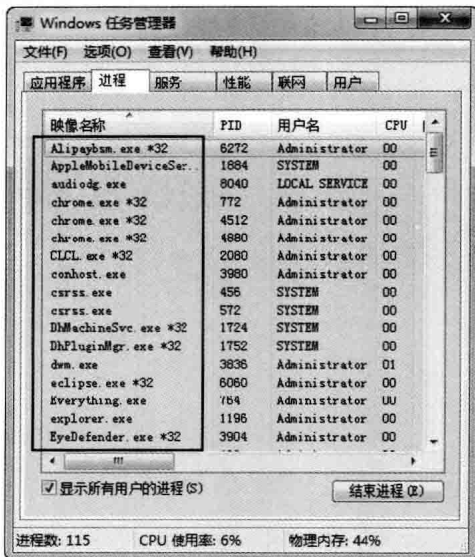 Windows 任务管理器
文件(F) 选项(O) 查看(V) 帮助(H)
应用程序 进程 服务 性能 联网 用户
映像名称 PID 用户名 CPU
Alipaybsm.exe *32 6272 Administrator 00
AppleMobileDeviceSer.. 1884 SYSTEM 00
audiodg.exe 8040 LOCAL SERVICE 00
chrome.exe *32 772 Administrator 00
chrome.exe *32 4512 Administrator 00
chrome.exe *32 4880 Administrator 00
CLCL.exe *32 2080 Administrator 00
conhost.exe 3980 Administrator 00
csrss.exe 456 SYSTEM 00
csrss.exe 572 SYSTEM 00
DhMachineSvc.exe *32 1724 SYSTEM 00
DhPluginMgr.exe *32 1752 SYSTEM 00
dwm.exe 3836 Administrator 01
eclipse.exe *32 6060 Administrator 00
Everything.exe 764 Administrator 00
explorer.exe 1196 Administrator 00
EyeDefender.exe *32 3904 Administrator 00
显示所有用户的进程(S) 结束进程(E)
进程数: 115 CPU 使用率: 6% 物理内存: 44%